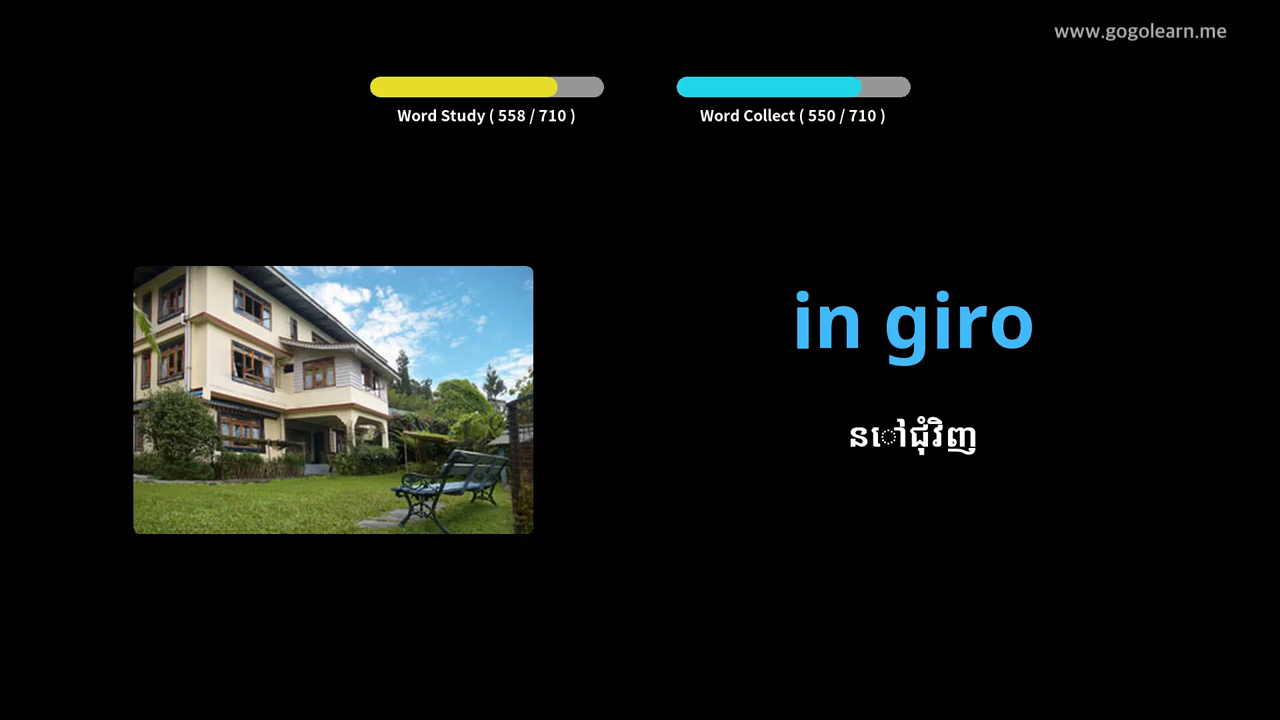 www.gogolearn.me
Word Study ( 558 / 710 )
Word Collect ( 550 / 710 )
in giro
នៅជុំវិញ